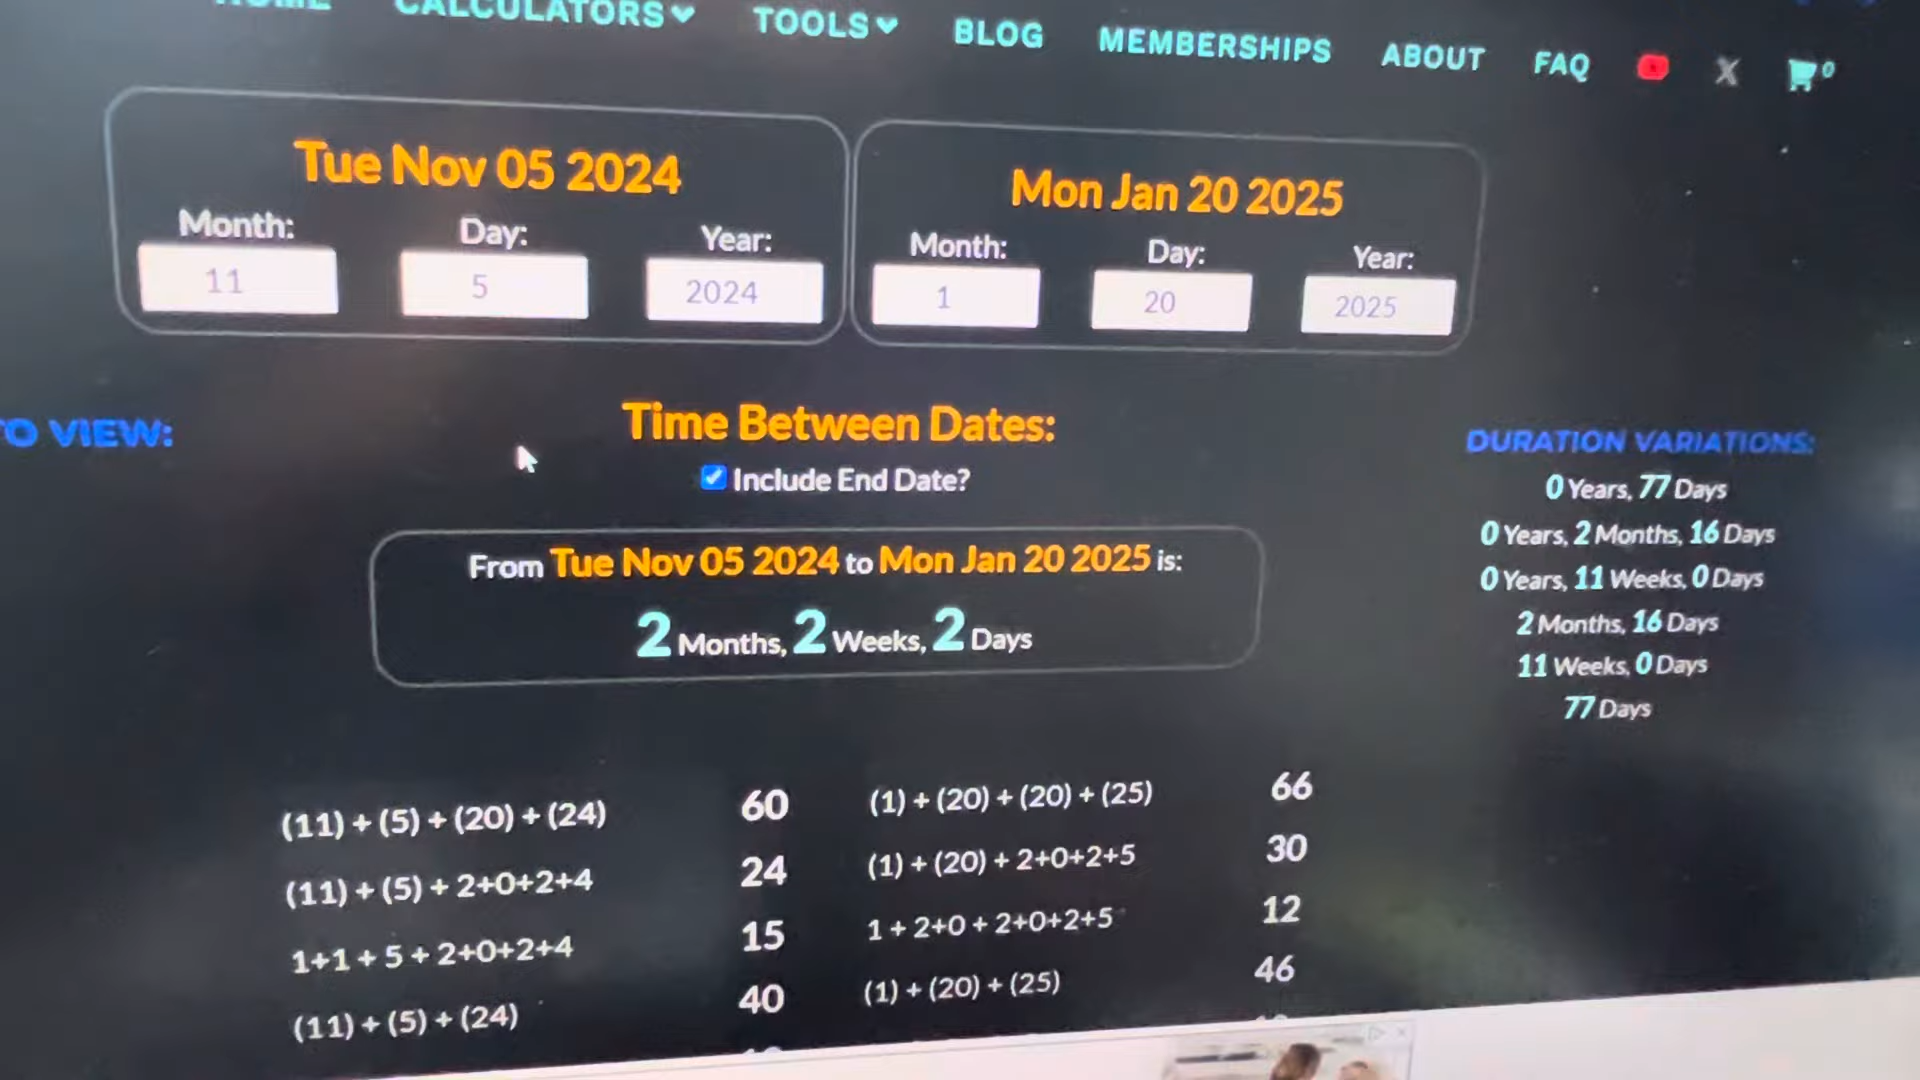 HOME CALCULATORS TOOLS BLOG MEMBERSHIPS ABOUT FAQ X 0
Tue Nov 05 2024
Month: Day: Year:
11 5 2024
Mon Jan 20 2025
Month: Day: Year:
1 20 2025
TO VIEW:
Time Between Dates:
Include End Date?
From Tue Nov 05 2024 to Mon Jan 20 2025 is:
2 Months, 2 Weeks, 2 Days
DURATION VARIATIONS:
0 Years, 77 Days
0 Years, 2 Months, 16 Days
0 Years, 11 Weeks, 0 Days
2 Months, 16 Days
11 Weeks, 0 Days
77 Days
(11) + (5) + (20) + (24) 60
(11) + (5) + 2+0+2+4 24
1+1 + 5 + 2+0+2+4 15
(11) + (5) + (24) 40
(1) + (20) + (20) + (25) 66
(1) + (20) + 2+0+2+5 30
1 + 2+0 + 2+0+2+5 12
(1) + (20) + (25) 46